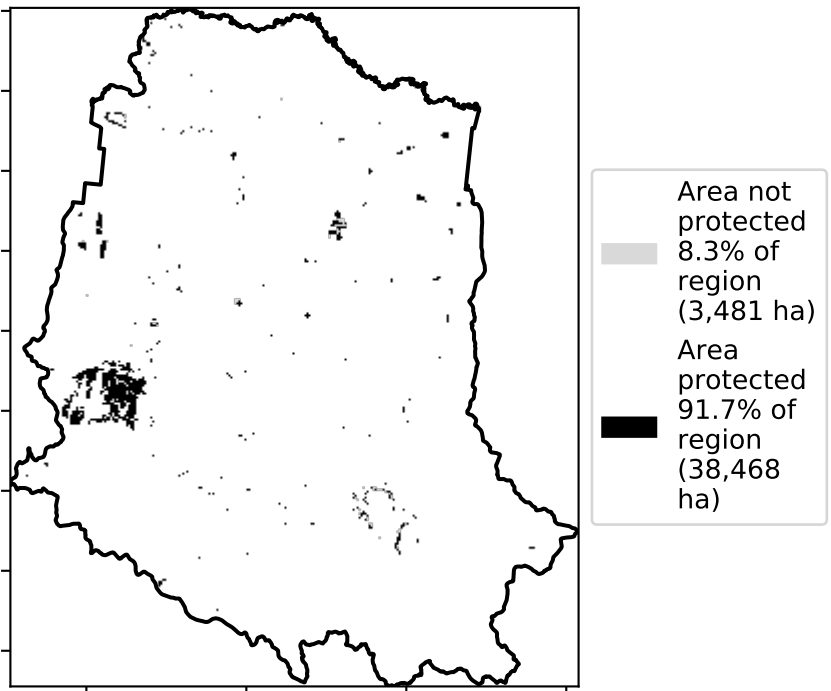 Area not
protected
8.3% of
region
(3,481 ha)
Area
protected
91.7% of
region
(38,468
ha)